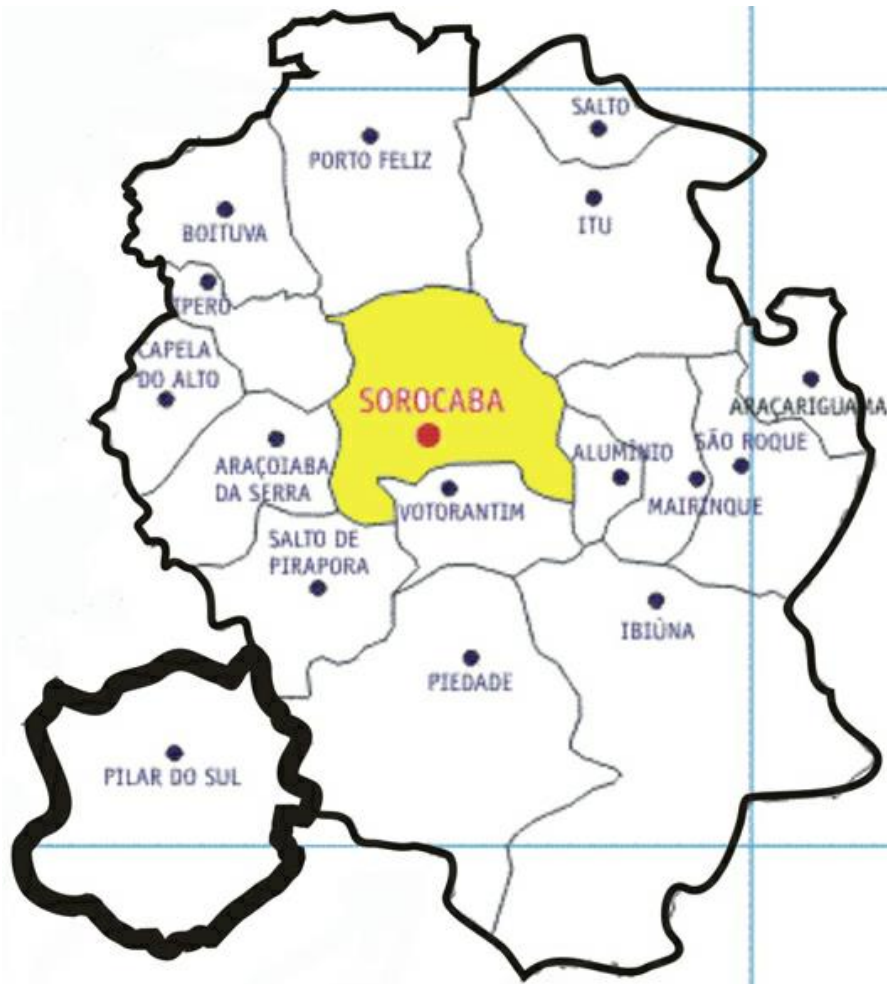 SALTO
PORTO FELIZ
ITU
BOITUVA
IPERÓ
CAPELA
DO ALTO
SOROCABA
ARAÇARIGUAMA
ARAÇOIABA
DA SERRA
ALUMÍNIO
SÃO ROQUE
MAIRINQUE
VOTORANTIM
SALTO DE
PIRAPORA
IBIÚNA
PIEDADE
PILAR DO SUL